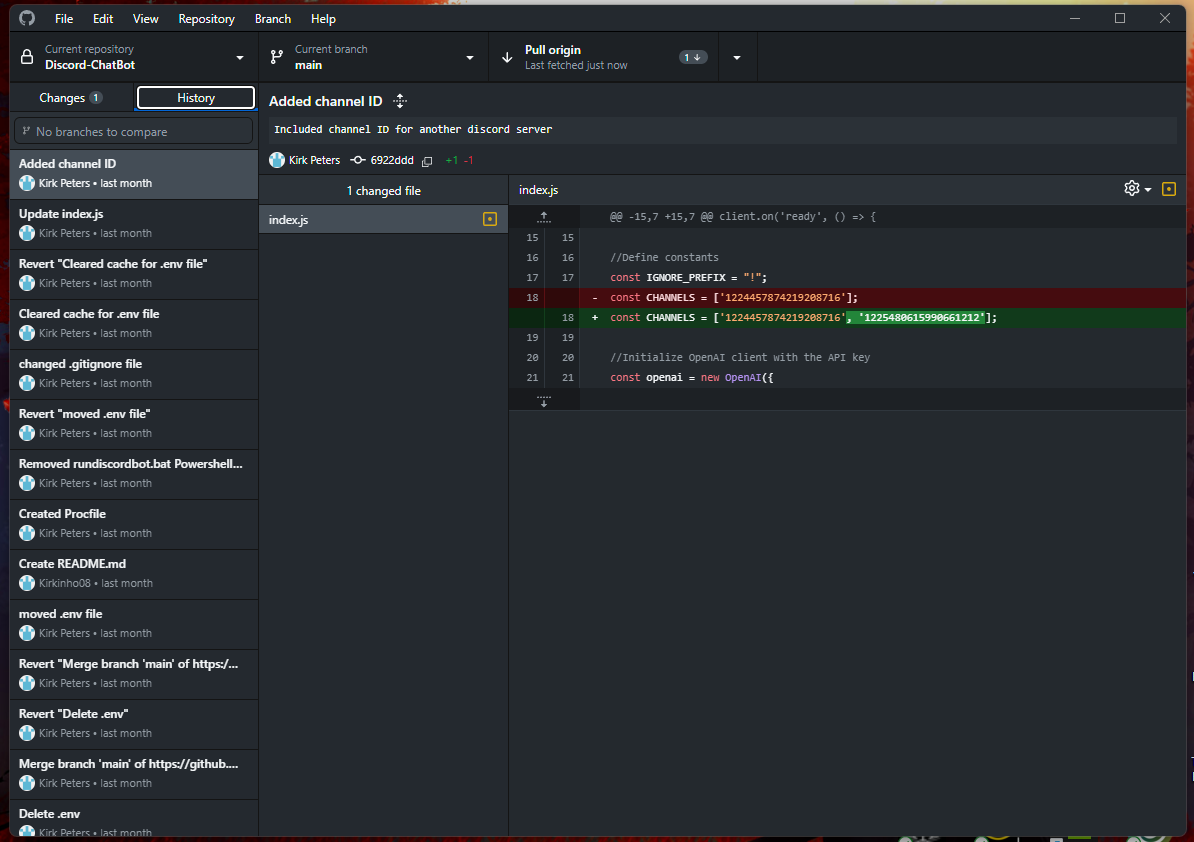 File Edit View Repository Branch Help
Current repository
Discord-ChatBot
Current branch
main
Pull origin
Last fetched just now
1
Changes 1
History
No branches to compare
Added channel ID
Kirk Peters • last month
Update index.js
Kirk Peters • last month
Revert "Cleared cache for .env file"
Kirk Peters • last month
Cleared cache for .env file
Kirk Peters • last month
changed .gitignore file
Kirk Peters • last month
Revert "moved .env file"
Kirk Peters • last month
Removed rundiscordbot.bat Powershell...
Kirk Peters • last month
Created Procfile
Kirk Peters • last month
Create README.md
Kirkinho08 • last month
moved .env file
Kirk Peters • last month
Revert "Merge branch 'main' of https:/...
Kirk Peters • last month
Revert "Delete .env"
Kirk Peters • last month
Merge branch 'main' of https://github....
Kirk Peters • last month
Delete .env
Kirk Peters • last month
Added channel ID
Included channel ID for another discord server
Kirk Peters 6922ddd +1 -1
1 changed file
index.js
index.js
@@ -15,7 +15,7 @@ client.on('ready', () => {
15 15
16 16 //Define constants
17 17 const IGNORE_PREFIX = "!";
18 - const CHANNELS = ['1224457874219208716'];
18 + const CHANNELS = ['1224457874219208716', '1225480615990661212'];
19 19
20 20 //Initialize OpenAI client with the API key
21 21 const openai = new OpenAI({